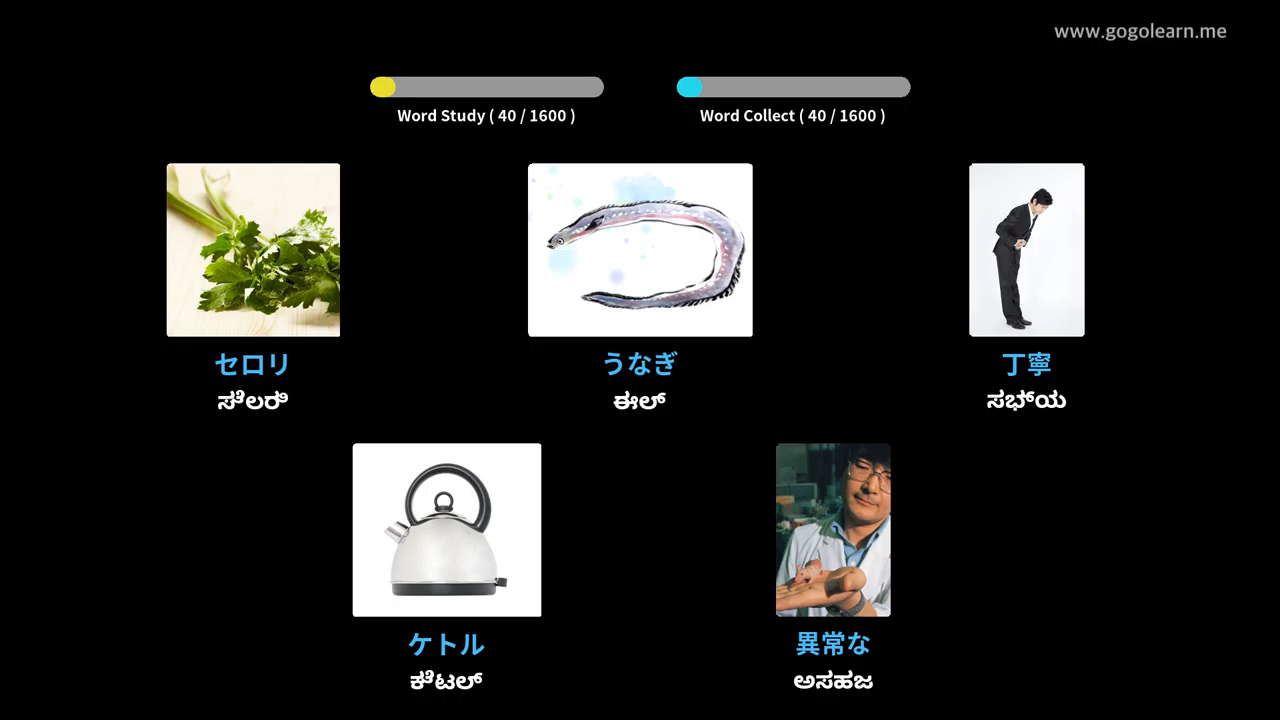 www.gogolearn.me
Word Study ( 40 / 1600 )
Word Collect ( 40 / 1600 )
セロリ
ಸೆಲರಿ
うなぎ
ಈಲ್
丁寧
ಸಭ್ಯ
ケトル
ಕೆಟಲ್
異常な
ಅಸಹಜ